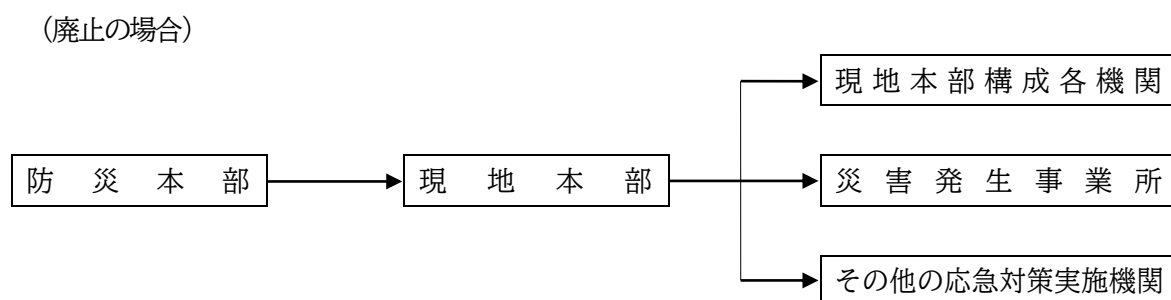 （廃止の場合）
現地本部構成各機関
防災本部
現地本部
災害発生事業所
その他の応急対策実施機関